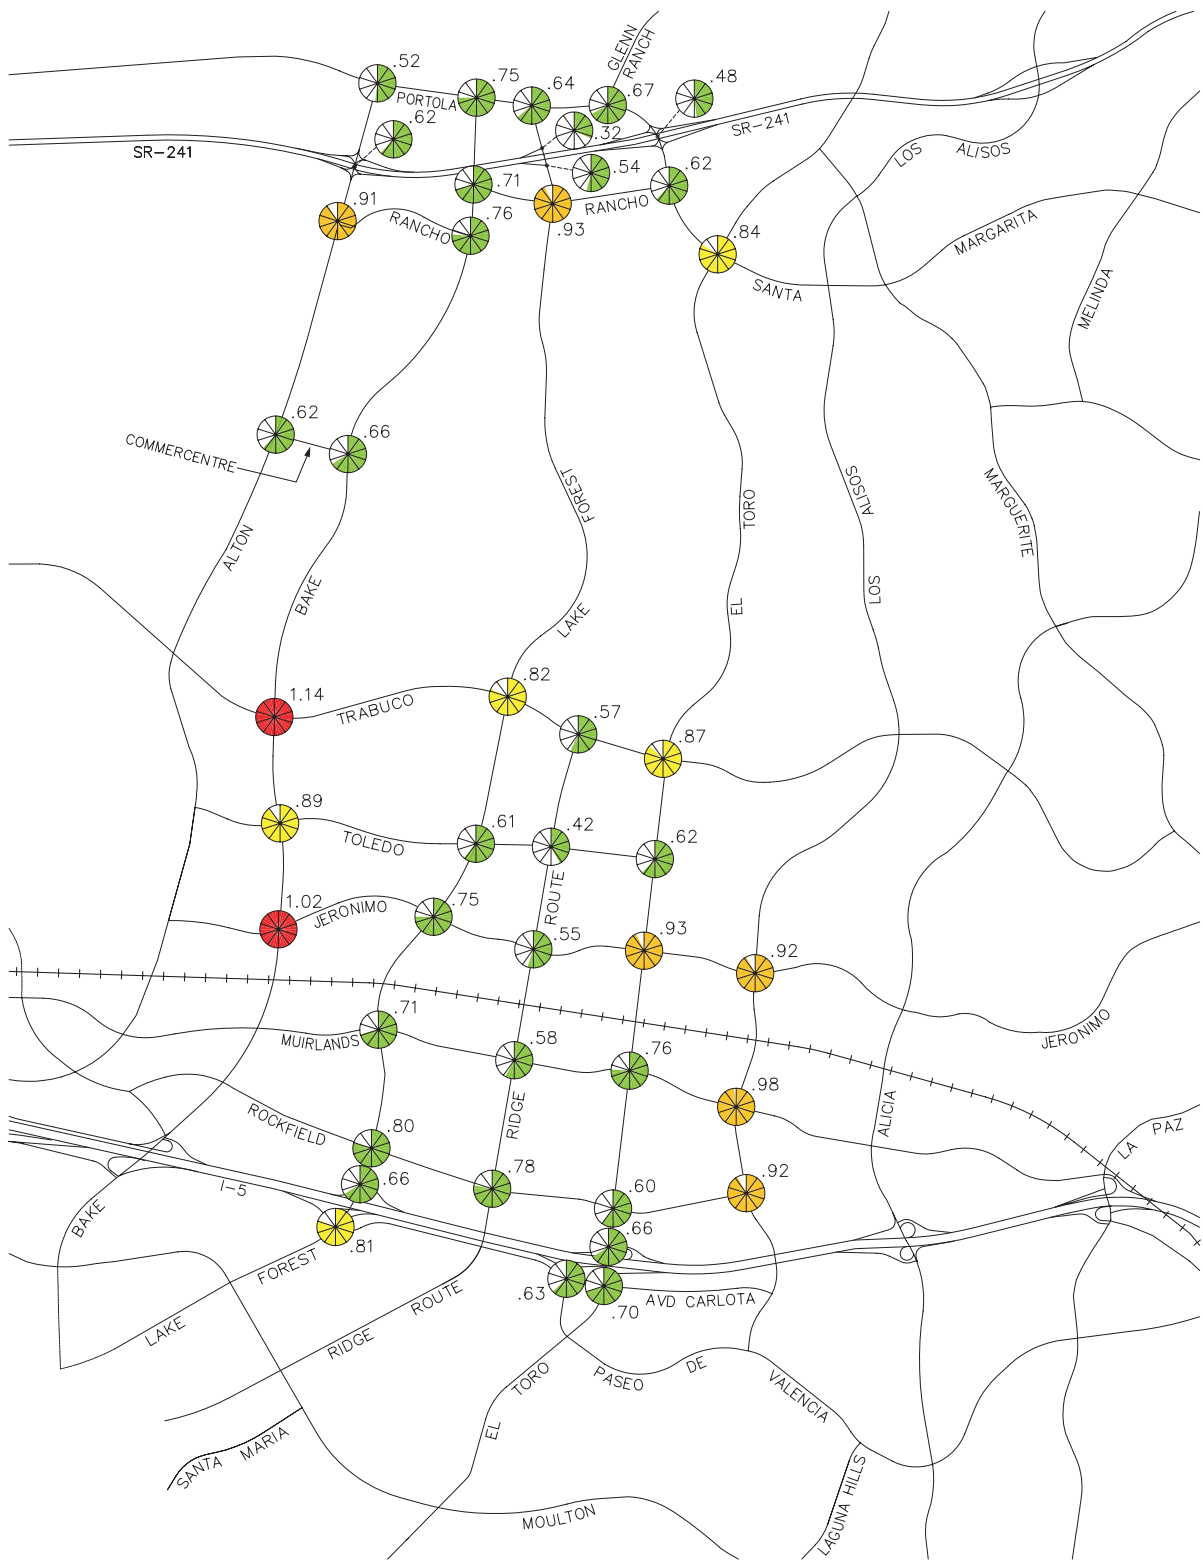 GLENN
RANCH
.52
.75
.64
.67
.48
PORTOLA
.62
.32
SR-241
SR-241
.54
.62
.71
LOS
ALISOS
.91
RANCHO
.76
RANCHO
.93
.84
MARGARITA
SANTA
MELINDA
.62
.66
COMMERCENTRE
FOREST
TORO
ALISOS
MARGUERITE
ALTON
BAKE
LAKE
EL
LOS
1.14
TRABUCO
.82
.57
.87
.89
TOLEDO
.61
.42
.62
1.02
JERONIMO
.75
ROUTE
.55
.93
.92
.71
MUIRLANDS
.58
.76
JERONIMO
.98
ROCKFIELD
RIDGE
ALICIA
LA PAZ
.80
.66
.78
.60
.92
I-5
BAKE
.81
.66
FOREST
LAKE
ROUTE
RIDGE
.63
.70
AVD CARLOTA
TORO
EL
PASEO
DE
VALENCIA
SANTA
MARIA
MOULTON
LAGUNA HILLS